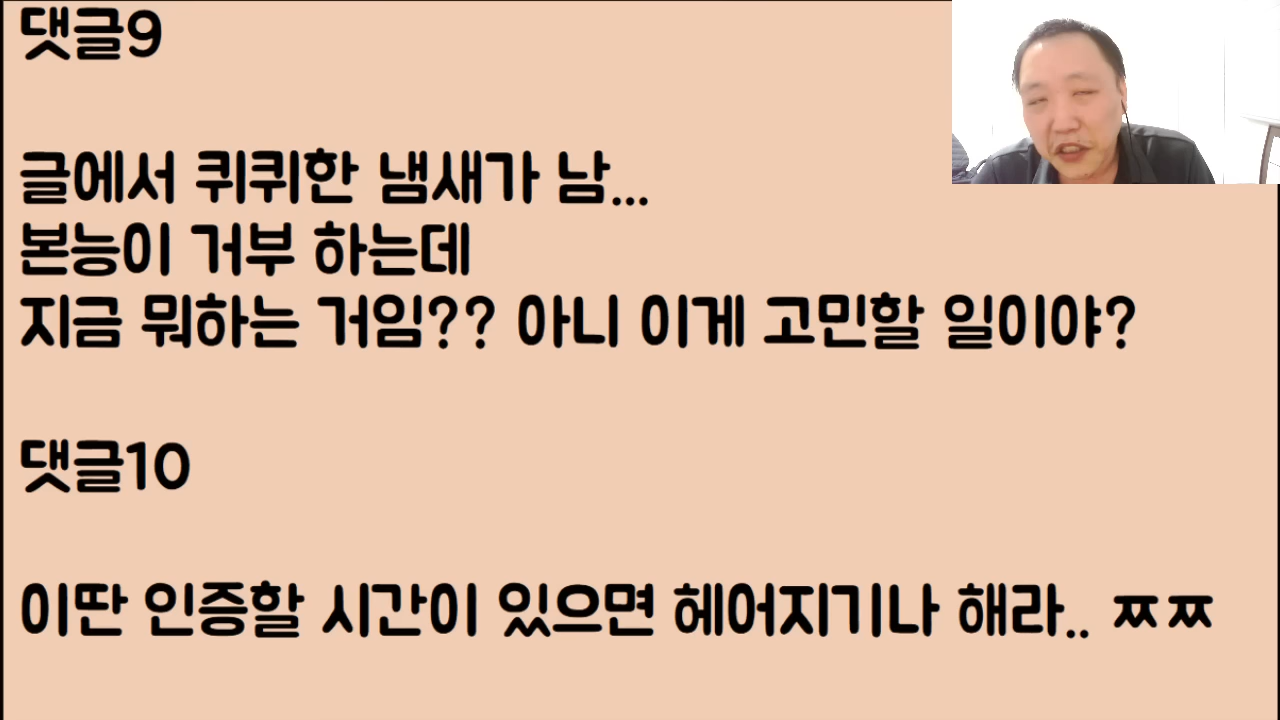 댓글9
글에서 퀴퀴한 냄새가 남...
본능이 거부 하는데
지금 뭐하는 거임?? 아니 이게 고민할 일이야?
댓글10
이딴 인증할 시간이 있으면 헤어지기나 해라.. ㅉㅉ